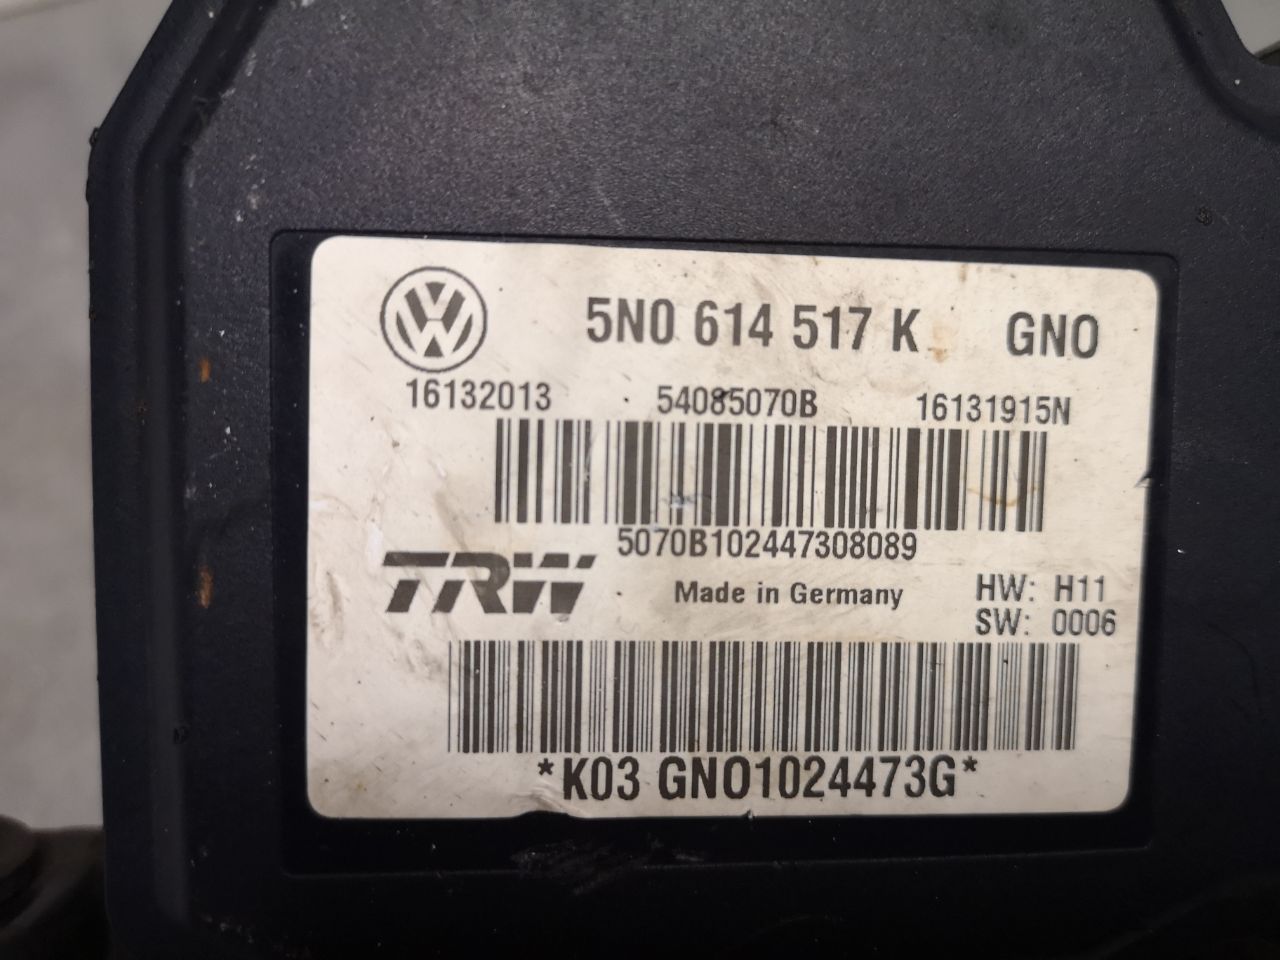 5N0 614 517 K GNO
16132013 54085070B 16131915N
5070B102447308089
TRW
Made in Germany
HW: H11
SW: 0006
*K03 GNO1024473G*